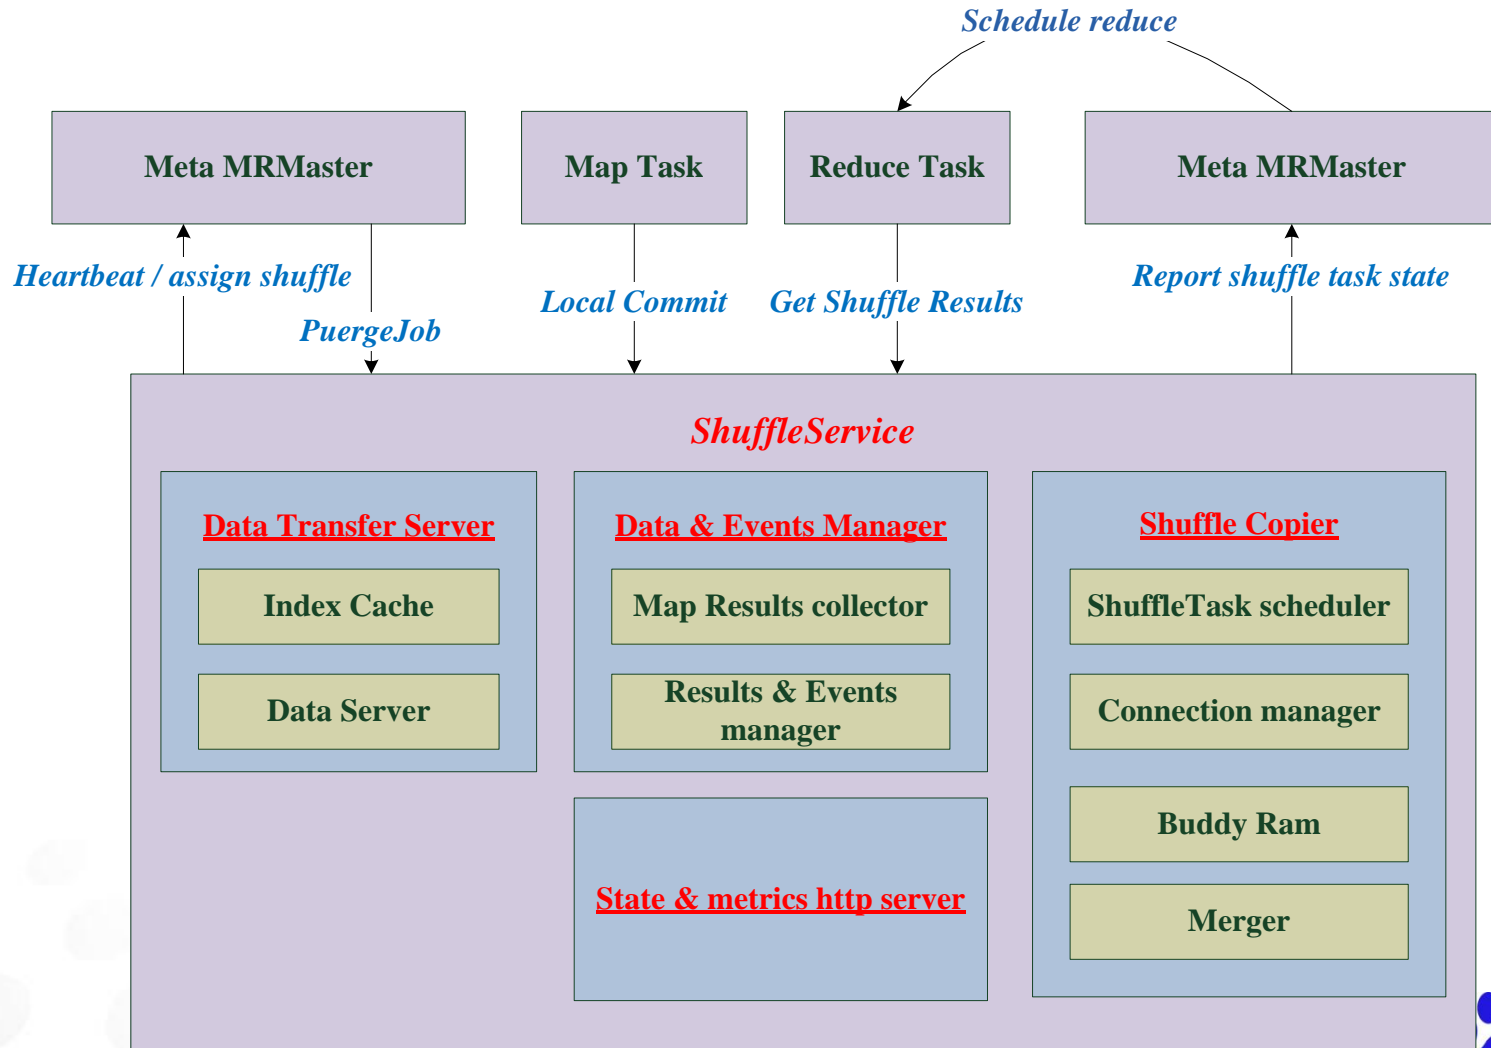 Schedule reduce
Meta MRMaster
Map Task
Reduce Task
Meta MRMaster
Heartbeat / assign shuffle
PuergeJob
Local Commit
Get Shuffle Results
Report shuffle task state
ShuffleService
Data Transfer Server
Index Cache
Data Server
Data & Events Manager
Map Results collector
Results & Events
manager
State & metrics http server
Shuffle Copier
ShuffleTask scheduler
Connection manager
Buddy Ram
Merger